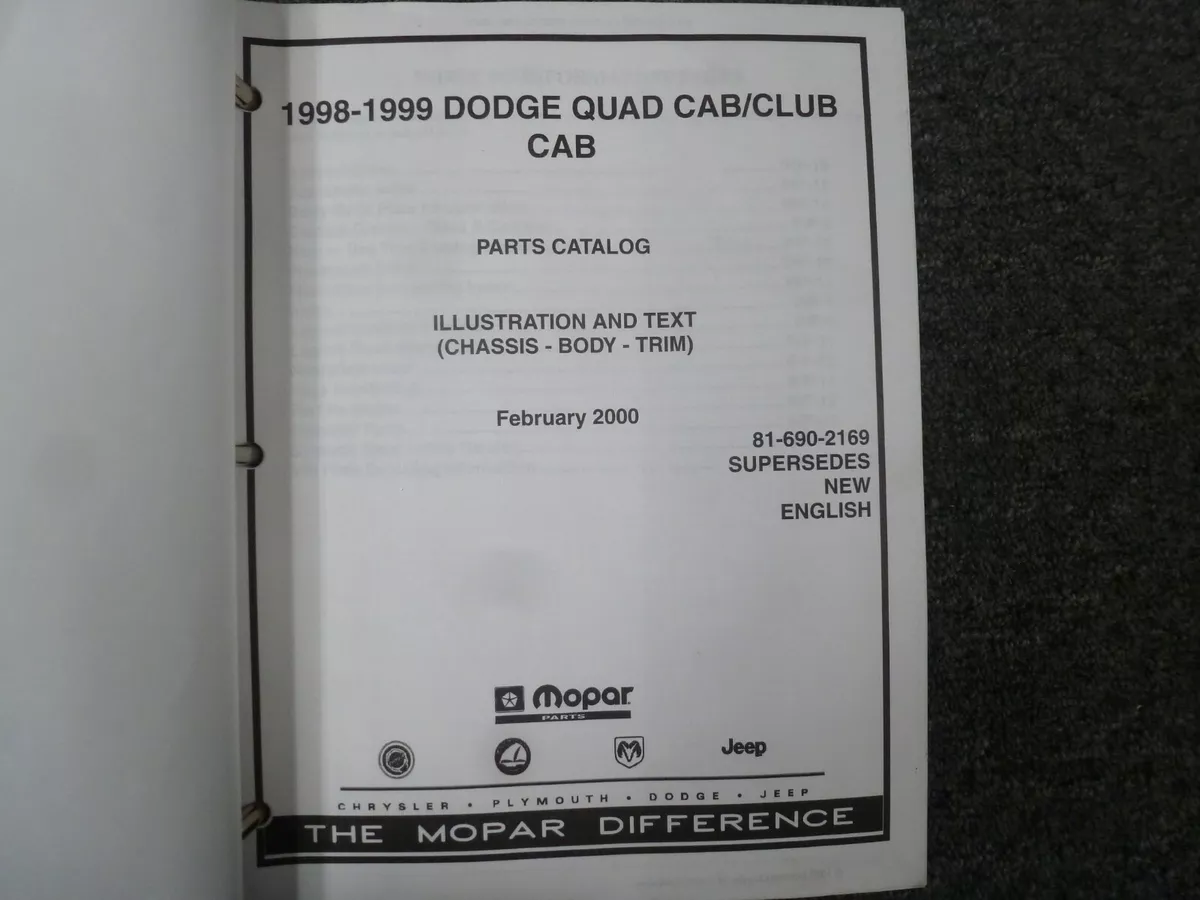 1998-1999 DODGE QUAD CAB/CLUB
CAB
PARTS CATALOG
ILLUSTRATION AND TEXT
(CHASSIS - BODY - TRIM)
February 2000
81-690-2169
SUPERSEDES
NEW
ENGLISH
Mopar
PARTS
Jeep
CHRYSLER • PLYMOUTH • DODGE • JEEP
THE MOPAR DIFFERENCE